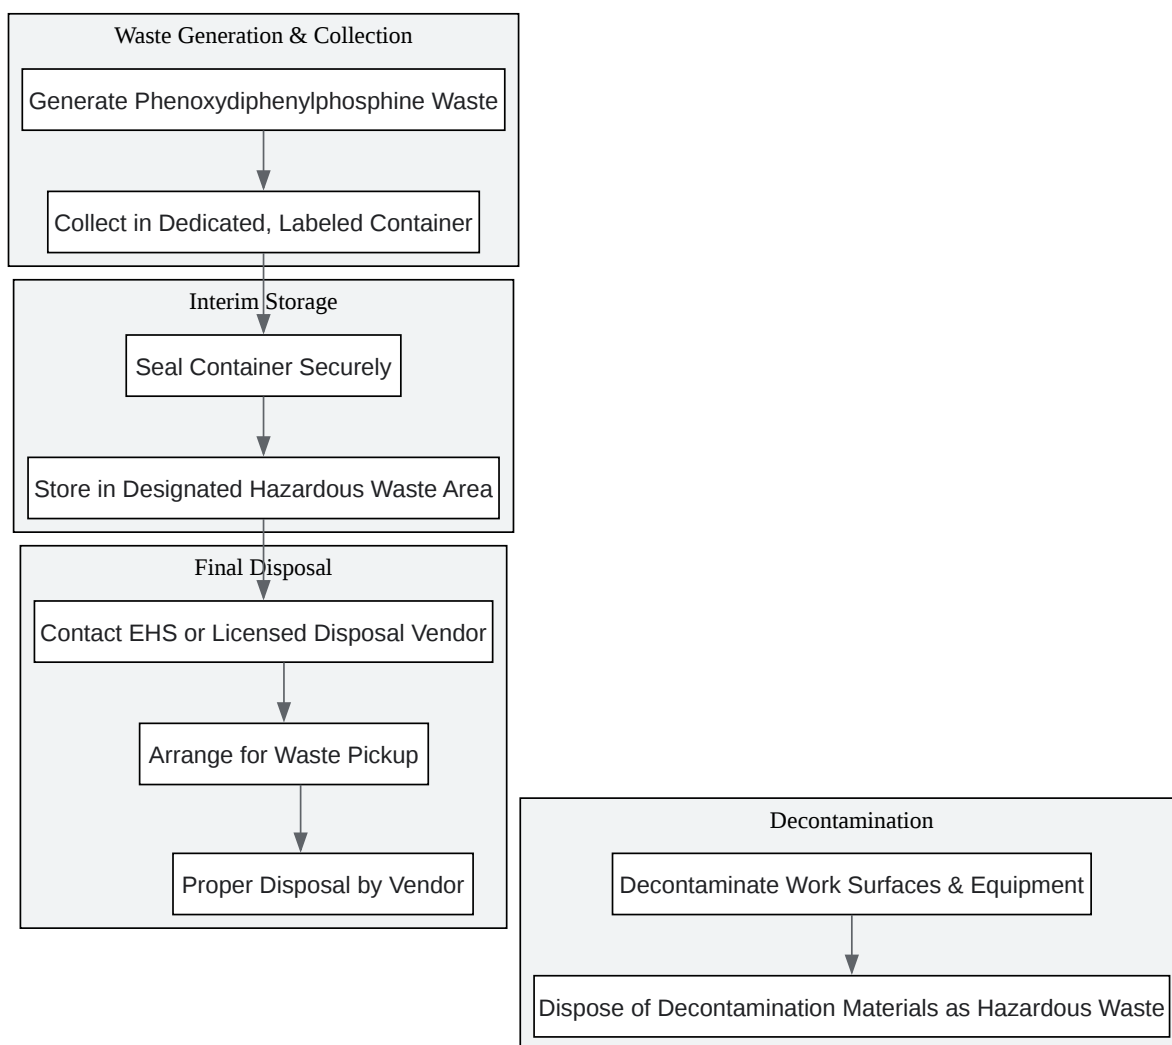 Waste Generation & Collection
Generate Phenoxydiphenylphosphine Waste
Collect in Dedicated, Labeled Container
Interim Storage
Seal Container Securely
Store in Designated Hazardous Waste Area
Final Disposal
Contact EHS or Licensed Disposal Vendor
Arrange for Waste Pickup
Proper Disposal by Vendor
Decontamination
Decontaminate Work Surfaces & Equipment
Dispose of Decontamination Materials as Hazardous Waste